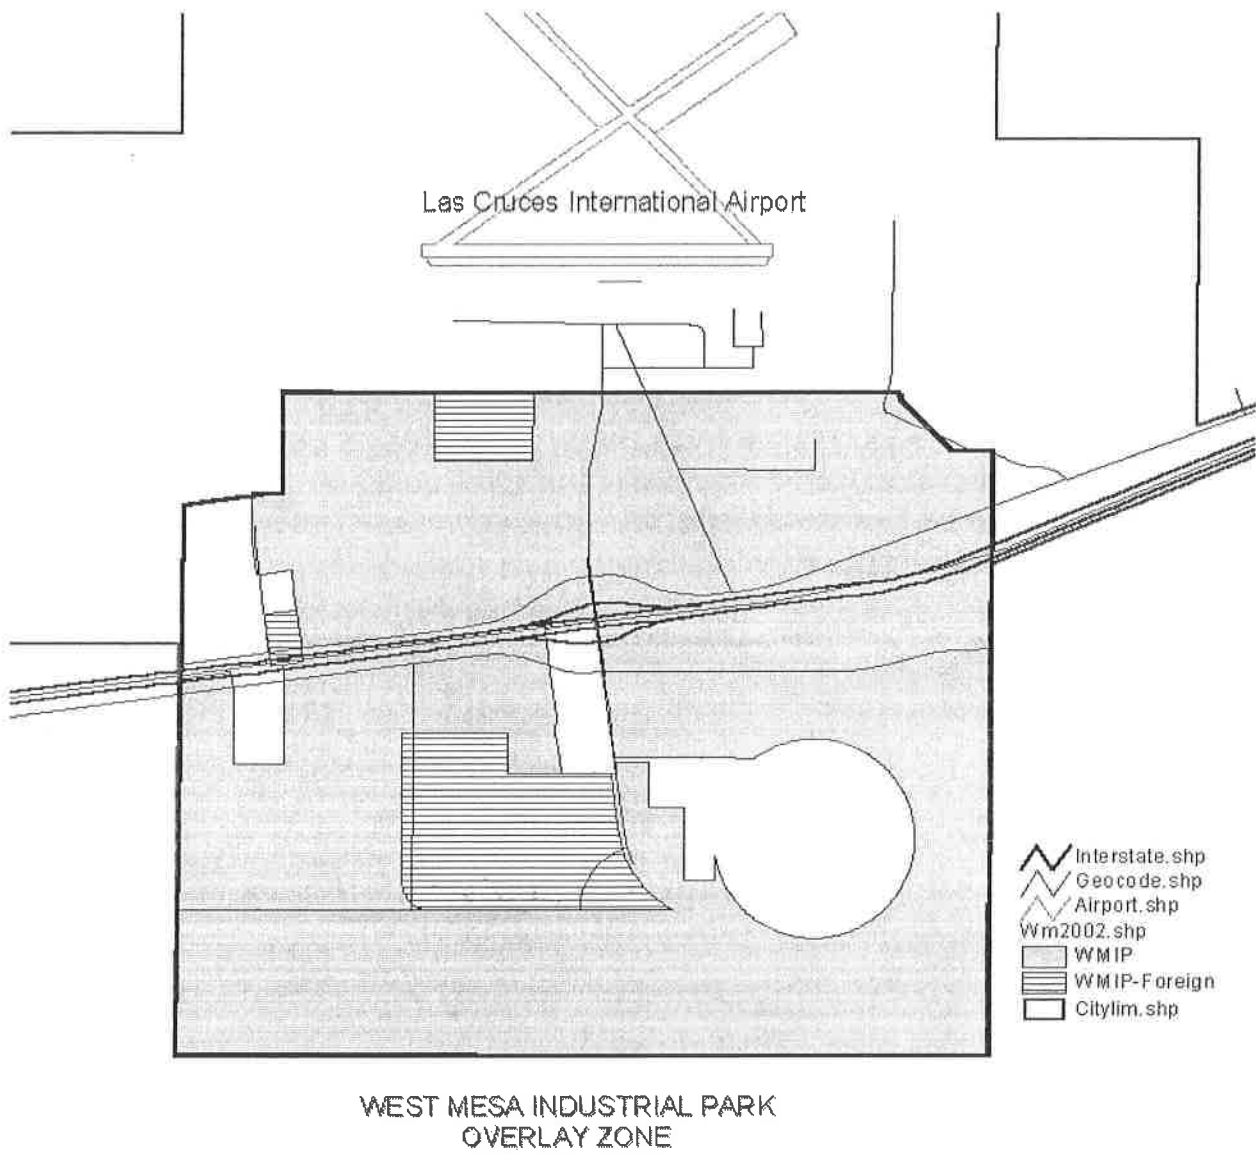 Las Cruces International Airport
Interstate.shp
Geocode.shp
Airport.shp
Wm2002.shp
WMIP
WMIP-Foreign
Citylim.shp
WEST MESA INDUSTRIAL PARK
OVERLAY ZONE